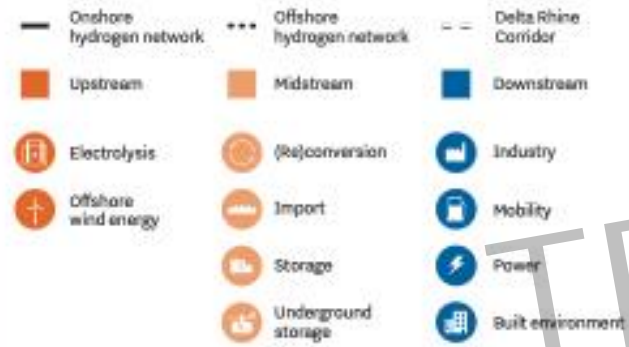 Onshore
hydrogen network
Offshore
hydrogen network
Delta Rhine
Corridor
Upstream
Midstream
Downstream
Electrolysis
(Re)conversion
Industry
Offshore
wind energy
Import
Mobility
Storage
Power
Underground
storage
Built environment